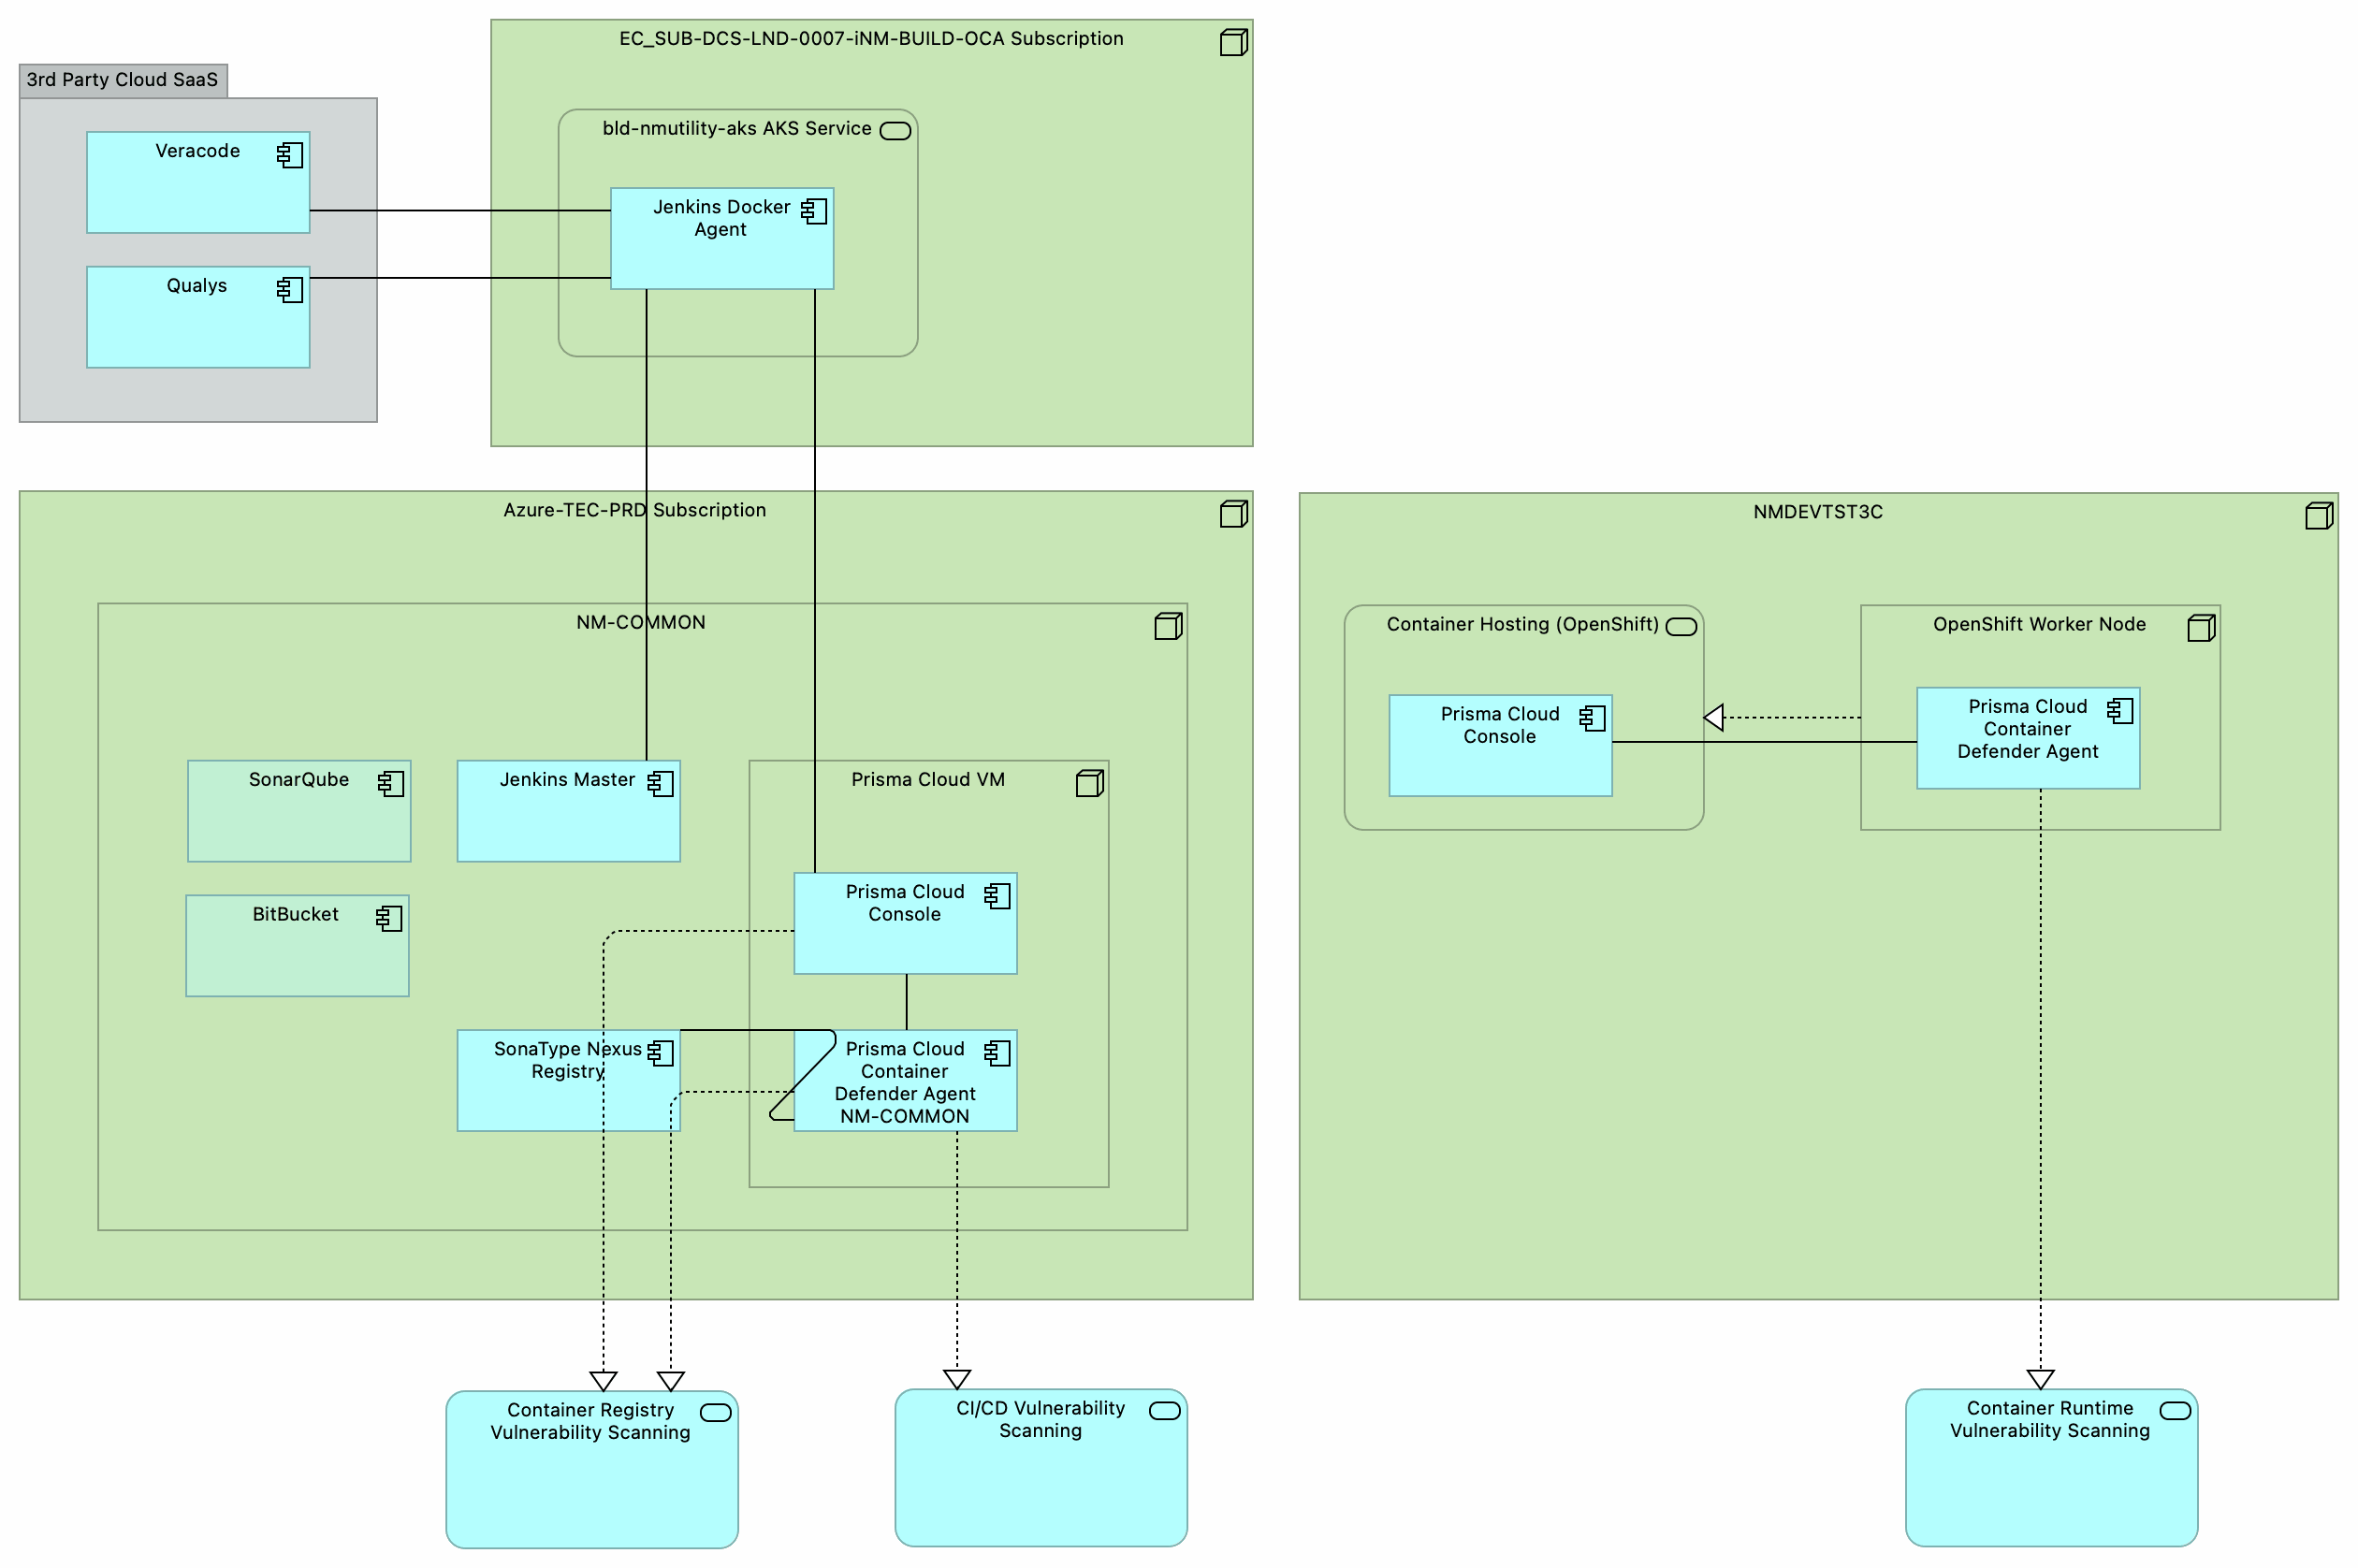 EC_SUB-DCS-LND-0007-iNM-BUILD-OCA Subscription
3rd Party Cloud SaaS
Veracode
Qualys
bld-nmutility-aks AKS Service
Jenkins Docker
Agent
Azure-TEC-PRD Subscription
NM-COMMON
SonarQube
BitBucket
Jenkins Master
SonaType Nexus
Registry
Prisma Cloud VM
Prisma Cloud
Console
Prisma Cloud
Container
Defender Agent
NM-COMMON
NMDEVTST3C
Container Hosting (OpenShift)
Prisma Cloud
Console
OpenShift Worker Node
Prisma Cloud
Container
Defender Agent
Container Registry
Vulnerability Scanning
CI/CD Vulnerability
Scanning
Container Runtime
Vulnerability Scanning